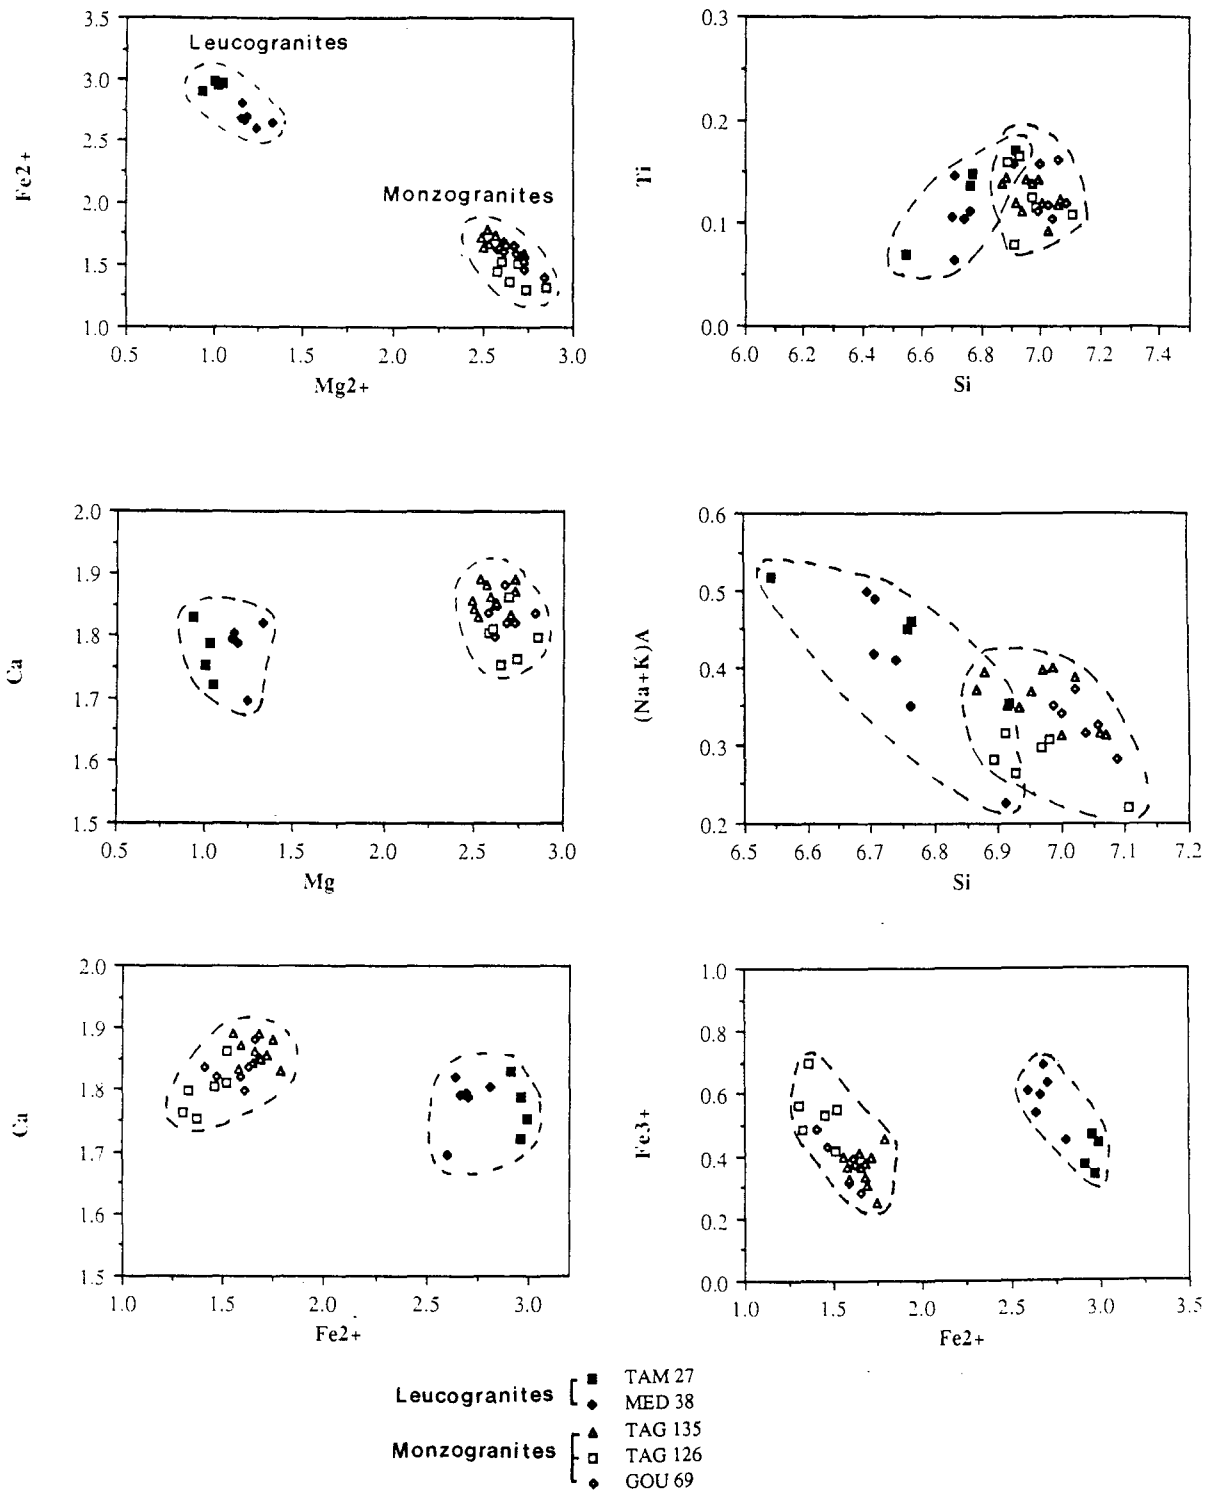 3.5
3.0
2.5
2.0
1.5
1.0
Fe2+
Leucogranites
Monzogranites
0.5 1.0 1.5 2.0 2.5 3.0
Mg2+
0.3
0.2
0.1
0.0
Ti
6.0 6.2 6.4 6.6 6.8 7.0 7.2 7.4
Si
2.0
1.9
1.8
1.7
1.6
1.5
Ca
0.5 1.0 1.5 2.0 2.5 3.0
Mg
0.6
0.5
0.4
0.3
0.2
(Na+K)A
6.5 6.6 6.7 6.8 6.9 7.0 7.1 7.2
Si
2.0
1.9
1.8
1.7
1.6
1.5
Ca
1.0 1.5 2.0 2.5 3.0
Fe2+
1.0
0.8
0.6
0.4
0.2
0.0
Fe3+
1.0 1.5 2.0 2.5 3.0 3.5
Fe2+
Leucogranites
TAM 27
MED 38
Monzogranites
TAG 135
TAG 126
GOU 69